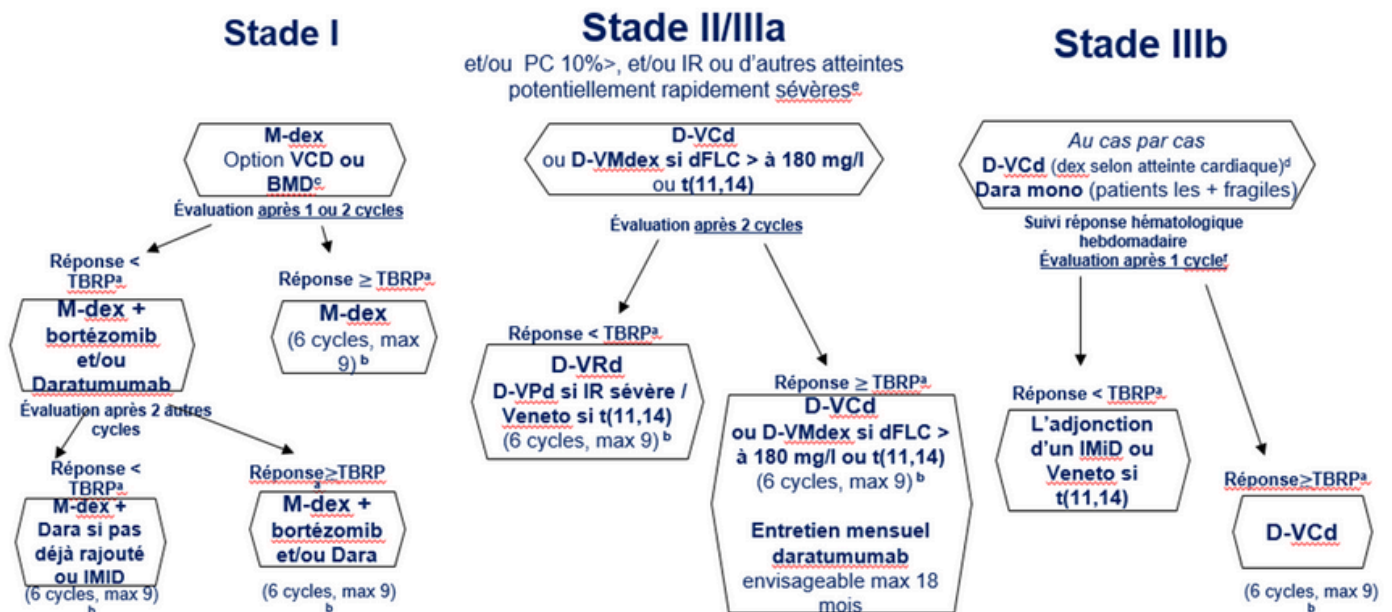 Stade I
M-dex
Option VCD ou
BMDᶜ
Évaluation après 1 ou 2 cycles
Réponse <
TBRPᵃ
M-dex +
bortézomib
et/ou
Daratumumab
Réponse ≥ TBRPᵃ
M-dex
(6 cycles, max
9) ᵇ
Évaluation après 2 autres
cycles
Réponse <
TBRPᵃ
M-dex +
Dara si pas
déjà rajouté
ou IMID
(6 cycles, max 9)
b
Réponse≥TBRP
a
M-dex +
bortézomib
et/ou Dara
(6 cycles, max 9)
b
Stade II/IIIa
et/ou PC 10%>, et/ou IR ou d'autres atteintes
potentiellement rapidement sévèresᵉ
D-VCd
ou D-VMdex si dFLC > à 180 mg/l
ou t(11,14)
Évaluation après 2 cycles
Réponse < TBRPᵃ
D-VRd
D-VPd si IR sévère /
Veneto si t(11,14)
(6 cycles, max 9) ᵇ
Réponse ≥ TBRPᵃ
D-VCd
ou D-VMdex si dFLC >
à 180 mg/l ou t(11,14)
(6 cycles, max 9) ᵇ
Entretien mensuel
daratumumab
envisageable max 18
mois
Stade IIIb
Au cas par cas
D-VCd (dex selon atteinte cardiaque)ᵈ
Dara mono (patients les + fragiles)
Suivi réponse hématologique
hebdomadaire
Évaluation après 1 cycleᶠ
Réponse < TBRPᵃ
L'adjonction
d'un IMiD ou
Veneto si
t(11,14)
Réponse≥TBRPᵃ
D-VCd
(6 cycles, max 9)
b